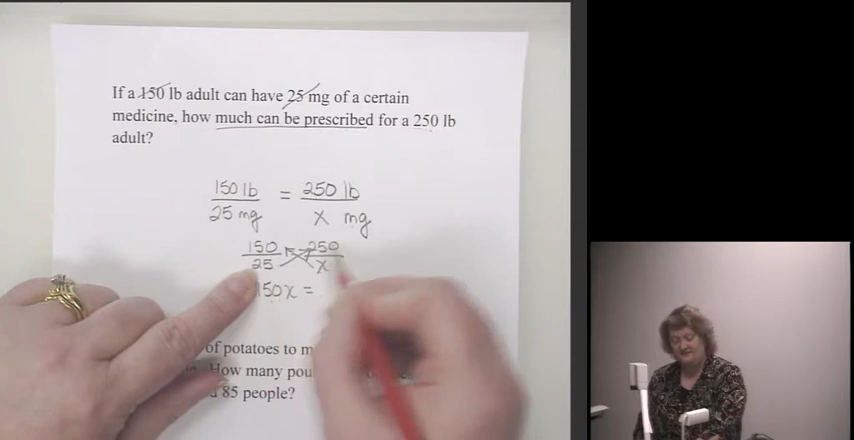 If a 150 lb adult can have 25 mg of a certain
medicine, how much can be prescribed for a 250 lb
adult?
150 lb = 250 lb
25 mg x mg
150 250
25 x
150x =
of potatoes to m
How many pou
85 people?